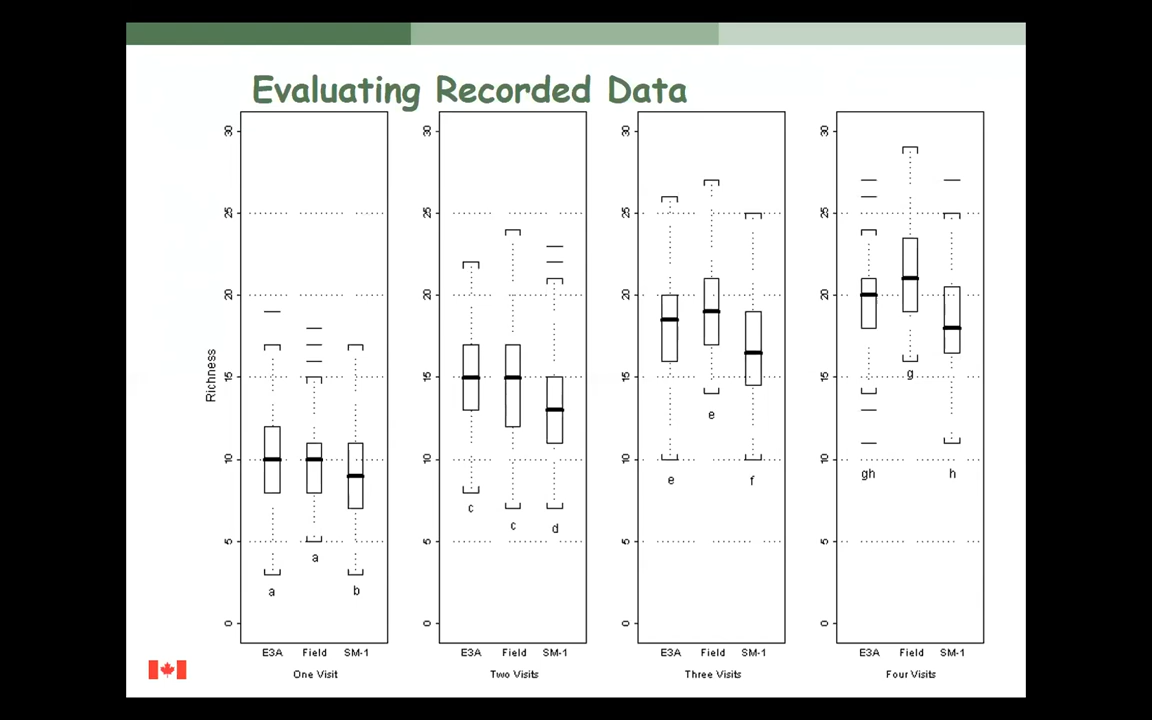 Evaluating Recorded Data
Richness
30 25 20 15 10 5 0
a a b
E3A Field SM-1
One Visit
30 25 20 15 10 5 0
c c d
E3A Field SM-1
Two Visits
30 25 20 15 10 5 0
e e f
E3A Field SM-1
Three Visits
30 25 20 15 10 5 0
gh g h
E3A Field SM-1
Four Visits